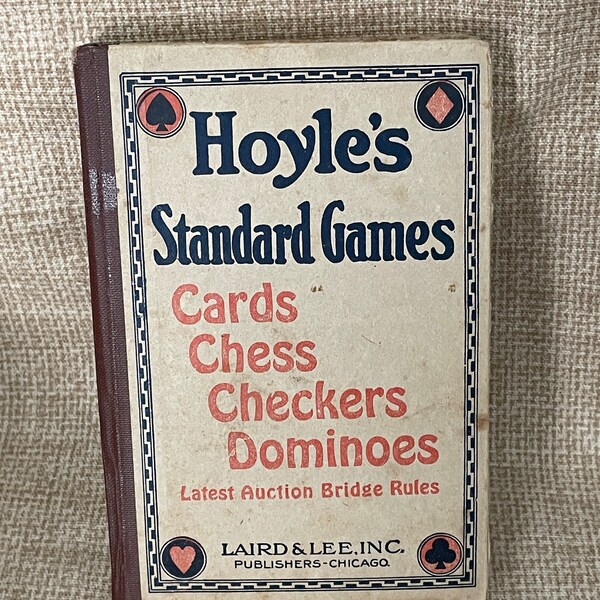 Hoyle's
Standard Games
Cards
Chess
Checkers
Dominoes
Latest Auction Bridge Rules
LAIRD & LEE, INC.
PUBLISHERS-CHICAGO.